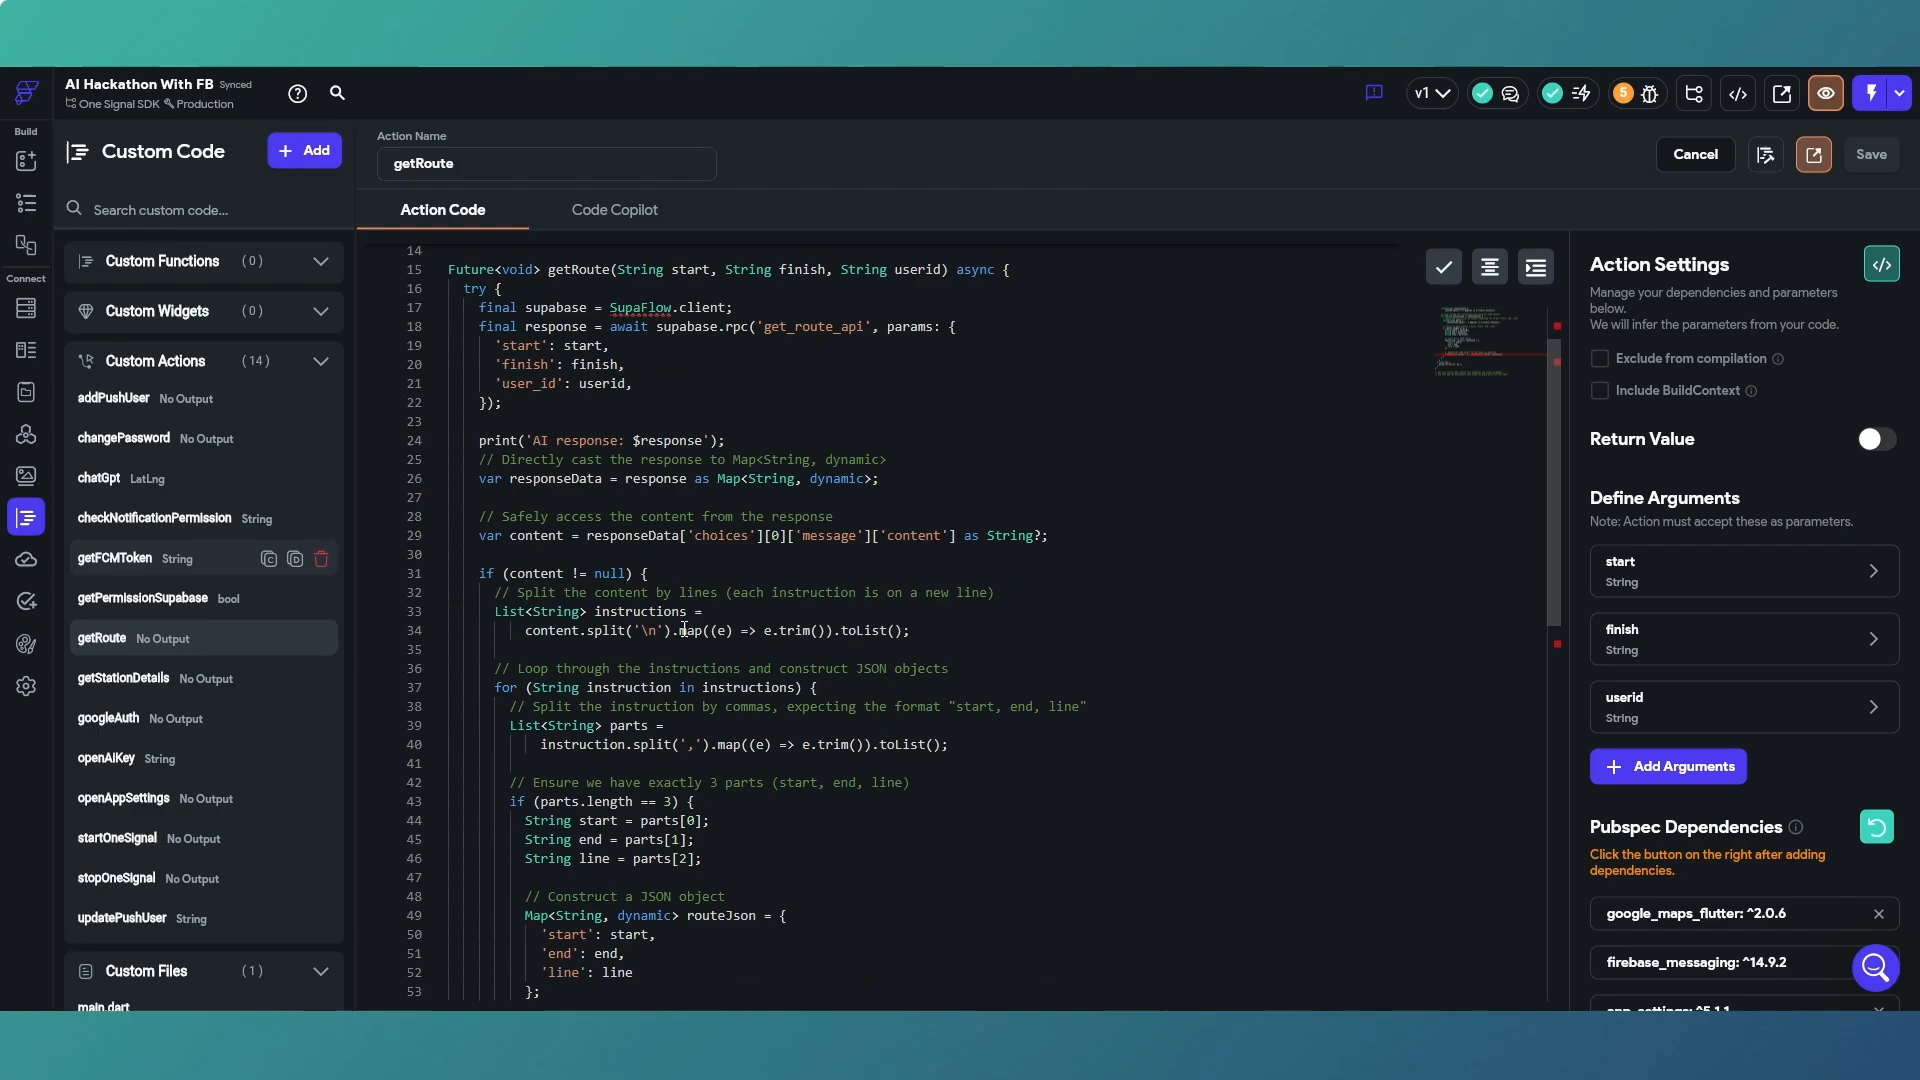 AI Hackathon With FB Synced
One Signal SDK Production
v1
5
Build
Connect
Custom Code
Add
Search custom code...
Custom Functions (0)
Custom Widgets (0)
Custom Actions (14)
addPushUser No Output
changePassword No Output
chatGpt LatLng
checkNotificationPermission String
getFCMToken String
getPermissionSupabase bool
getRoute No Output
getStationDetails No Output
googleAuth No Output
openAiKey String
openAppSettings No Output
startOneSignal No Output
stopOneSignal No Output
updatePushUser String
Custom Files (1)
main.dart
Action Name
getRoute
Cancel
Save
Action Code
Code Copilot
14
15 Future<void> getRoute(String start, String finish, String userid) async {
16 try {
17 final supabase = SupaFlow.client;
18 final response = await supabase.rpc('get_route_api', params: {
19 'start': start,
20 'finish': finish,
21 'user_id': userid,
22 });
23
24 print('AI response: $response');
25 // Directly cast the response to Map<String, dynamic>
26 var responseData = response as Map<String, dynamic>;
27
28 // Safely access the content from the response
29 var content = responseData['choices'][0]['message']['content'] as String?;
30
31 if (content != null) {
32 // Split the content by lines (each instruction is on a new line)
33 List<String> instructions =
34 content.split('\n').map((e) => e.trim()).toList();
35
36 // Loop through the instructions and construct JSON objects
37 for (String instruction in instructions) {
38 // Split the instruction by commas, expecting the format "start, end, line"
39 List<String> parts =
40 instruction.split(',').map((e) => e.trim()).toList();
41
42 // Ensure we have exactly 3 parts (start, end, line)
43 if (parts.length == 3) {
44 String start = parts[0];
45 String end = parts[1];
46 String line = parts[2];
47
48 // Construct a JSON object
49 Map<String, dynamic> routeJson = {
50 'start': start,
51 'end': end,
52 'line': line
53 };
Action Settings
Manage your dependencies and parameters
below.
We will infer the parameters from your code.
Exclude from compilation
Include BuildContext
Return Value
Define Arguments
Note: Action must accept these as parameters.
start
String
finish
String
userid
String
Add Arguments
Pubspec Dependencies
Click the button on the right after adding
dependencies.
google_maps_flutter: ^2.0.6
firebase_messaging: ^14.9.2
app_settings: ^5.1.1